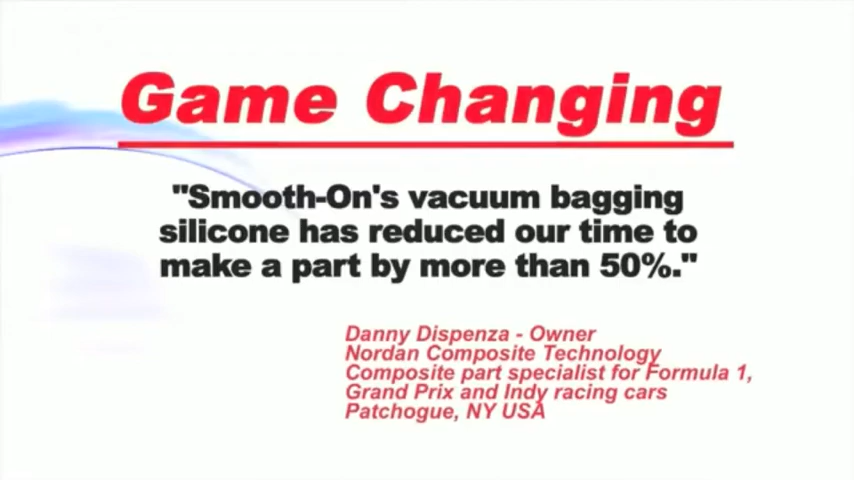 Game Changing
"Smooth-On's vacuum bagging
silicone has reduced our time to
make a part by more than 50%."
Danny Dispenza - Owner
Nordan Composite Technology
Composite part specialist for Formula 1,
Grand Prix and Indy racing cars
Patchogue, NY USA